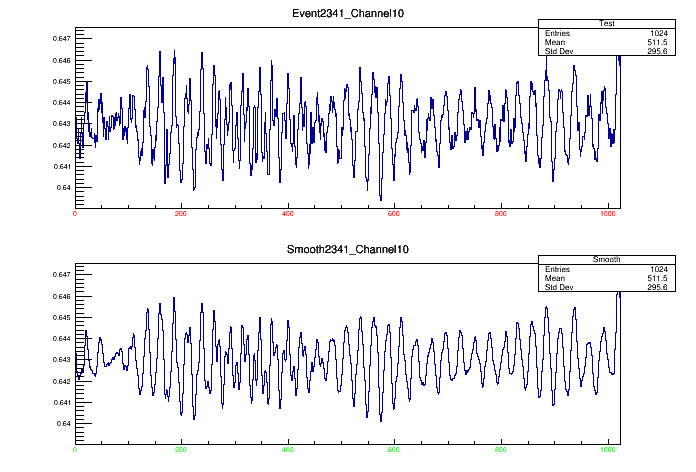 Event2341_Channel10
Test
Entries 1024
Mean 511.5
Std Dev 295.6
0.647
0.646
0.645
0.644
0.643
0.642
0.641
0.64
0 200 400 600 800 1000
Smooth2341_Channel10
Smooth
Entries 1024
Mean 511.5
Std Dev 295.6
0.647
0.646
0.645
0.644
0.643
0.642
0.641
0.64
0 200 400 600 800 1000